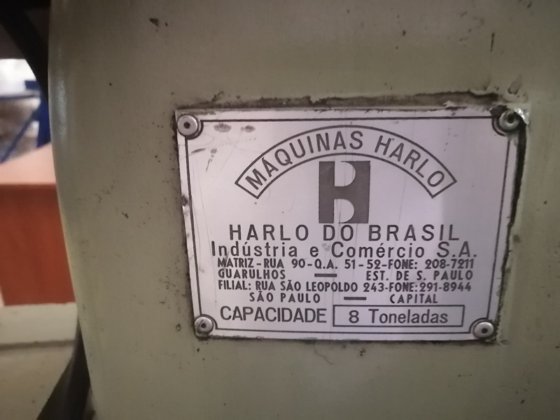 MÁQUINAS HARLO
H
HARLO DO BRASIL
Indústria e Comércio S.A.
MATRIZ-RUA 90-Q.A. 51-52-FONE: 208-7211
GUARULHOS — EST. DE S. PAULO
FILIAL: RUA SÃO LEOPOLDO 243-FONE:291-8944
SÃO PAULO — CAPITAL
CAPACIDADE 8 Toneladas